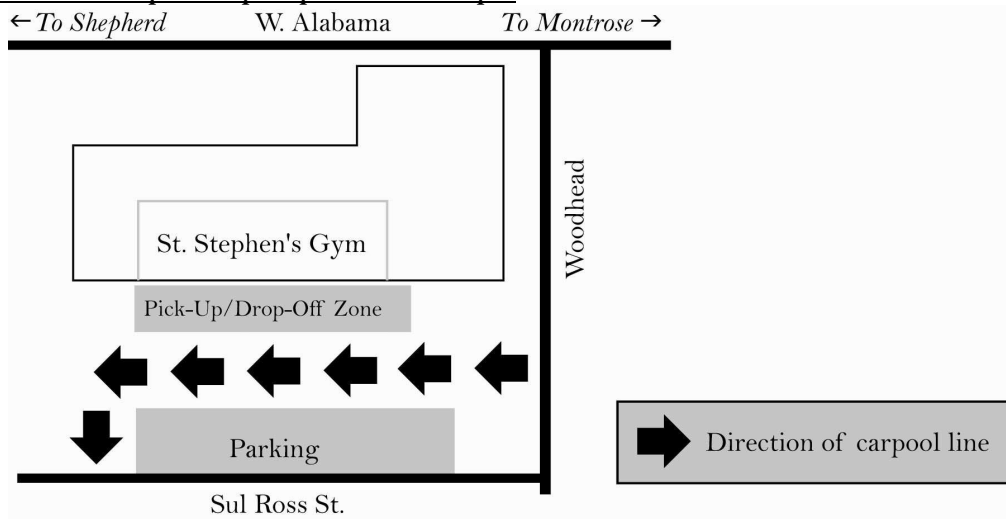 ← To Shepherd W. Alabama To Montrose →
Woodhead
St. Stephen's Gym
Pick-Up/Drop-Off Zone
Parking
Direction of carpool line
Sul Ross St.